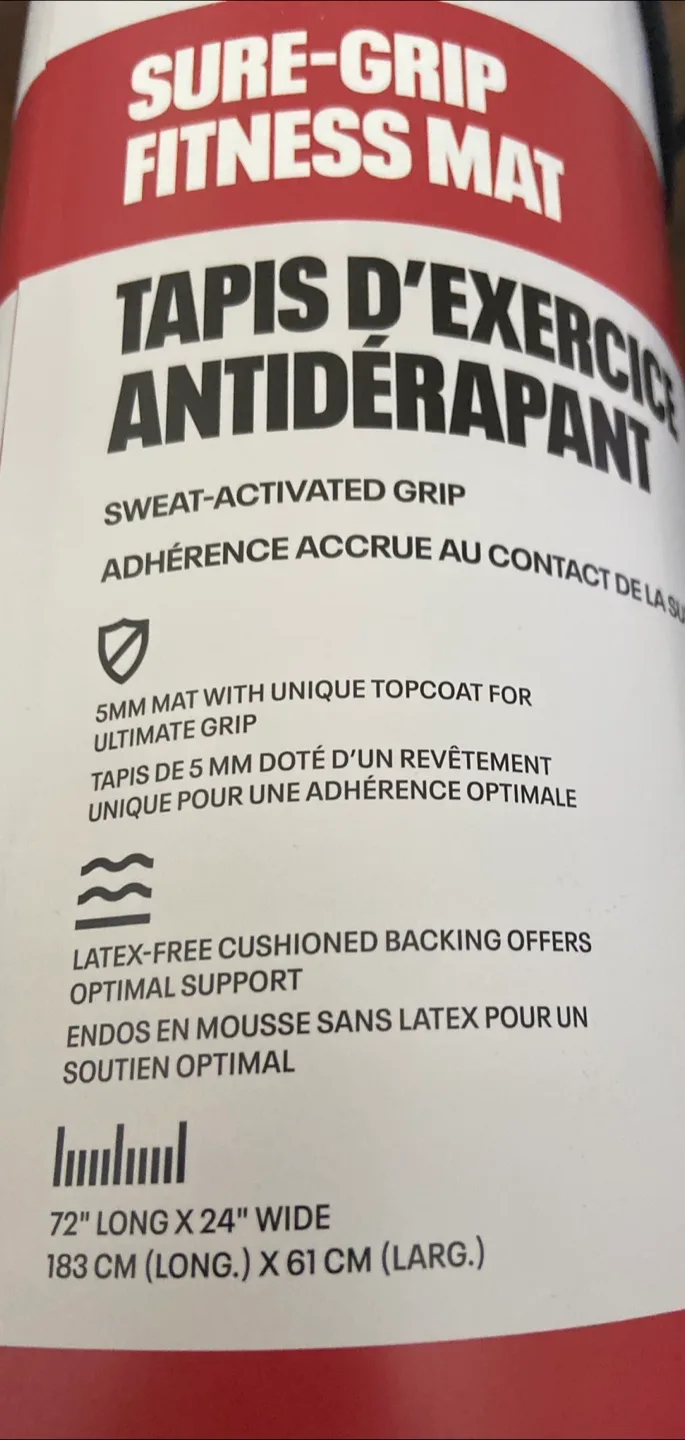 SURE-GRIP
FITNESS MAT
TAPIS D'EXERCICE
ANTIDÉRAPANT
SWEAT-ACTIVATED GRIP
ADHÉRENCE ACCRUE AU CONTACT DE LA
5MM MAT WITH UNIQUE TOPCOAT FOR
ULTIMATE GRIP
TAPIS DE 5 MM DOTÉ D'UN REVÊTEMENT
UNIQUE POUR UNE ADHÉRENCE OPTIMALE
LATEX-FREE CUSHIONED BACKING OFFERS
OPTIMAL SUPPORT
ENDOS EN MOUSSE SANS LATEX POUR UN
SOUTIEN OPTIMAL
72" LONG X 24" WIDE
183 CM (LONG.) X 61 CM (LARG.)